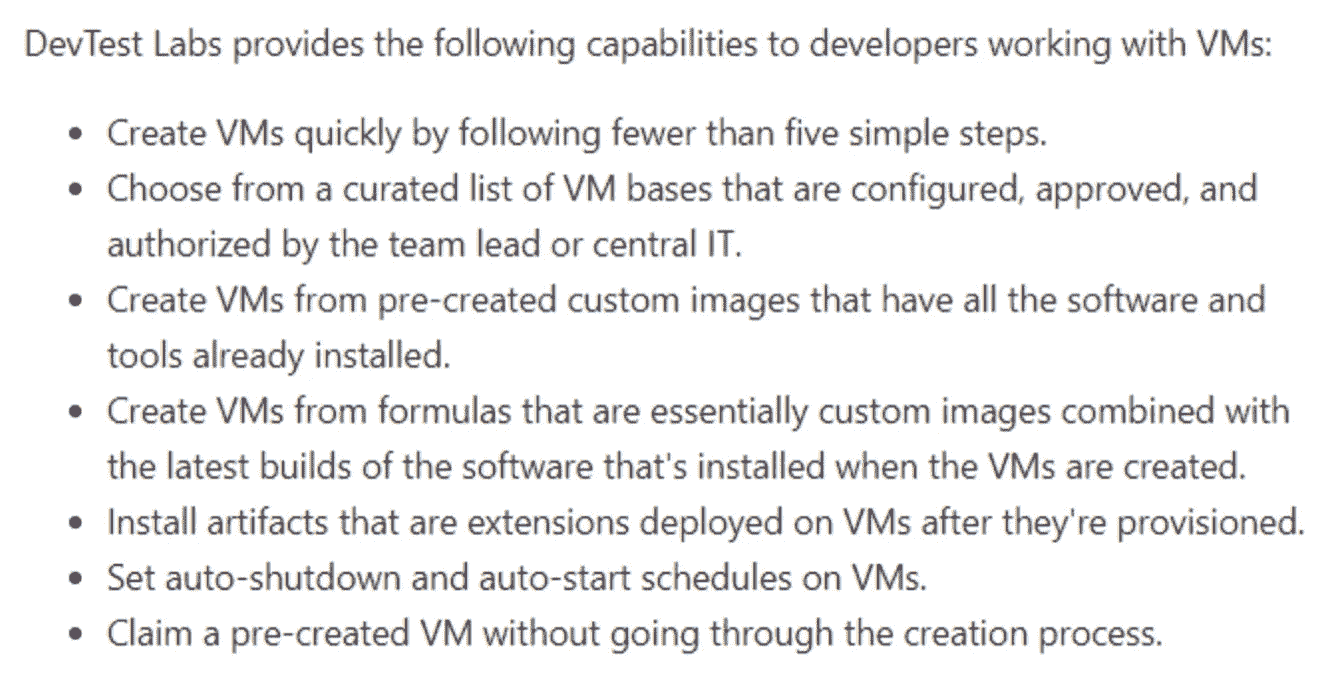 DevTest Labs provides the following capabilities to developers working with VMs:
• Create VMs quickly by following fewer than five simple steps.
• Choose from a curated list of VM bases that are configured, approved, and
authorized by the team lead or central IT.
• Create VMs from pre-created custom images that have all the software and
tools already installed.
• Create VMs from formulas that are essentially custom images combined with
the latest builds of the software that's installed when the VMs are created.
• Install artifacts that are extensions deployed on VMs after they're provisioned.
• Set auto-shutdown and auto-start schedules on VMs.
• Claim a pre-created VM without going through the creation process.